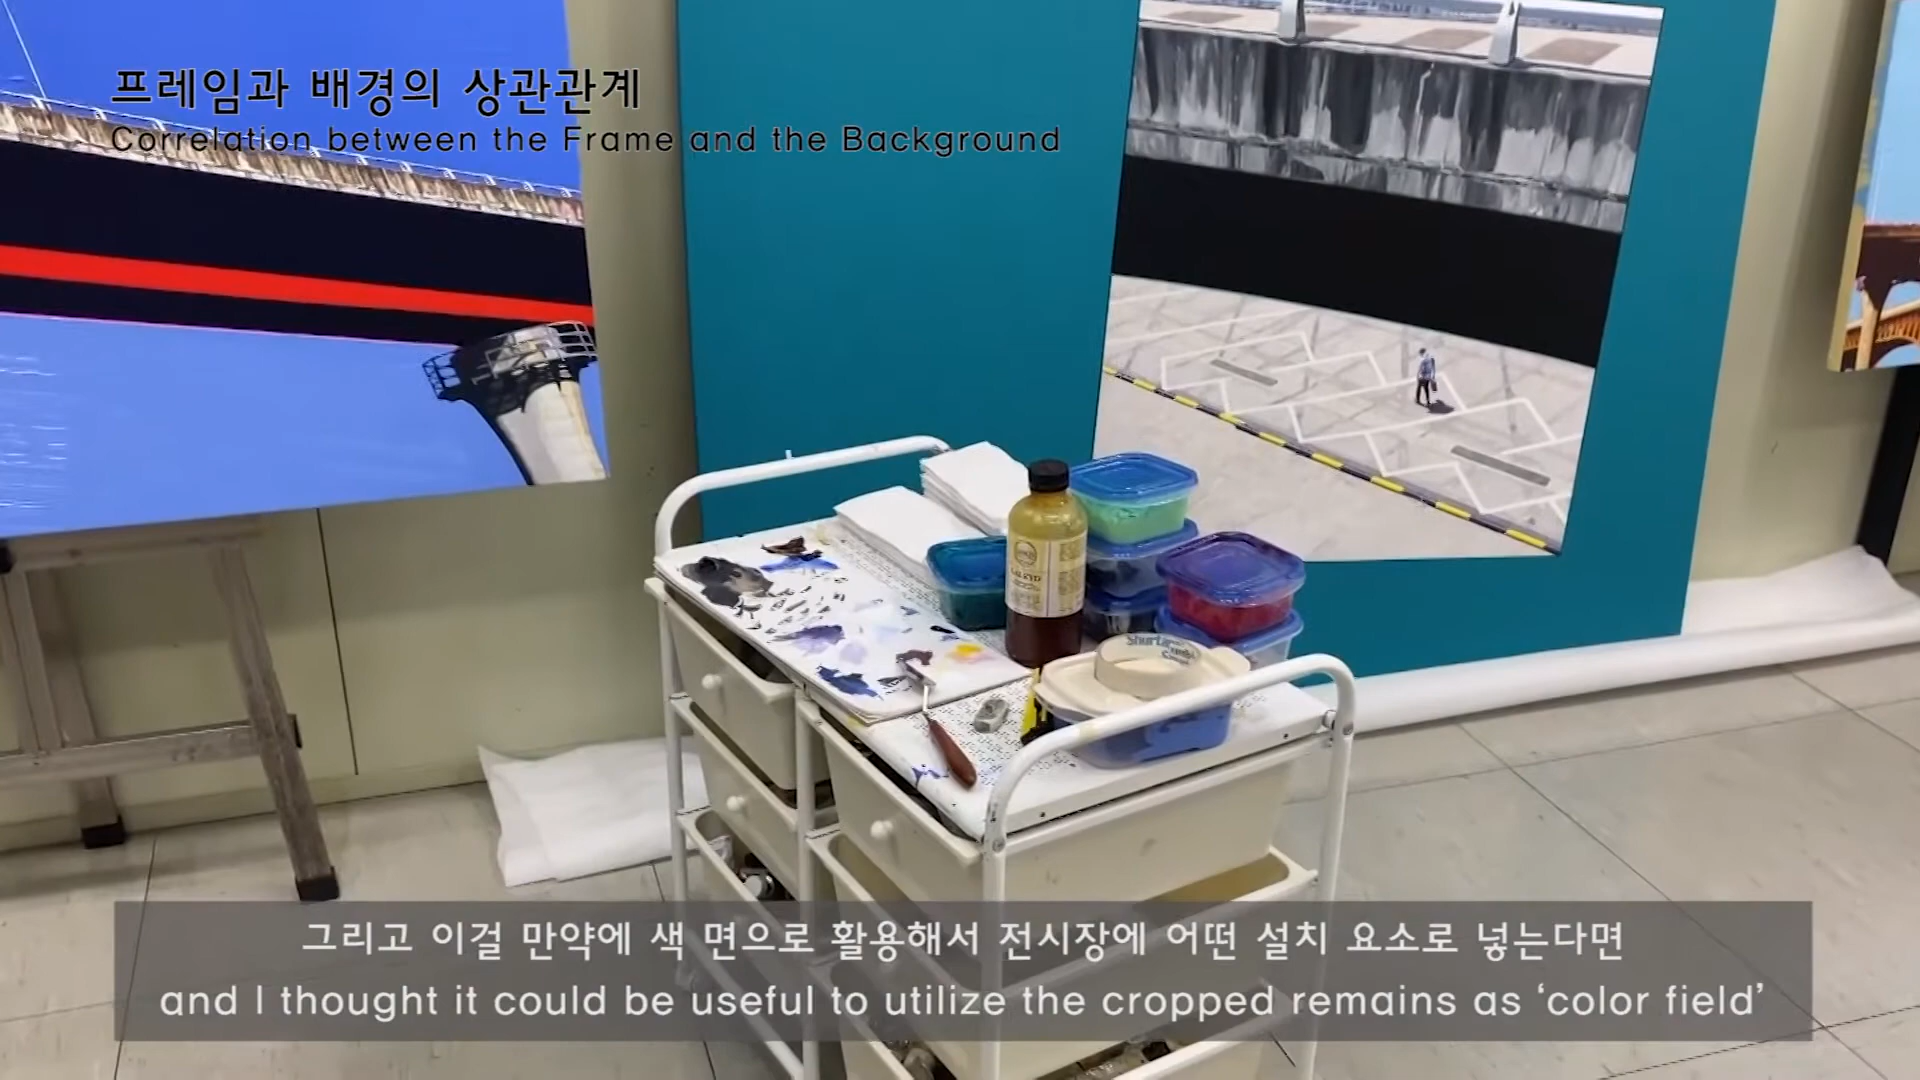 프레임과 배경의 상관관계
Correlation between the Frame and the Background
그리고 이걸 만약에 색 면으로 활용해서 전시장에 어떤 설치 요소로 넣는다면
and I thought it could be useful to utilize the cropped remains as ‘color field’